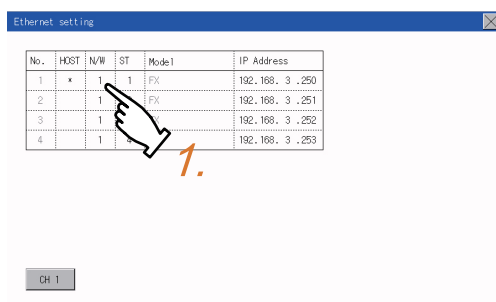 Ethernet setting
No. HOST N/W ST Model IP Address
1 * 1 1 FX 192.168. 3 .250
2 1 FX 192.168. 3 .251
3 1 192.168. 3 .252
4 1 4 192.168. 3 .253
1.
CH 1